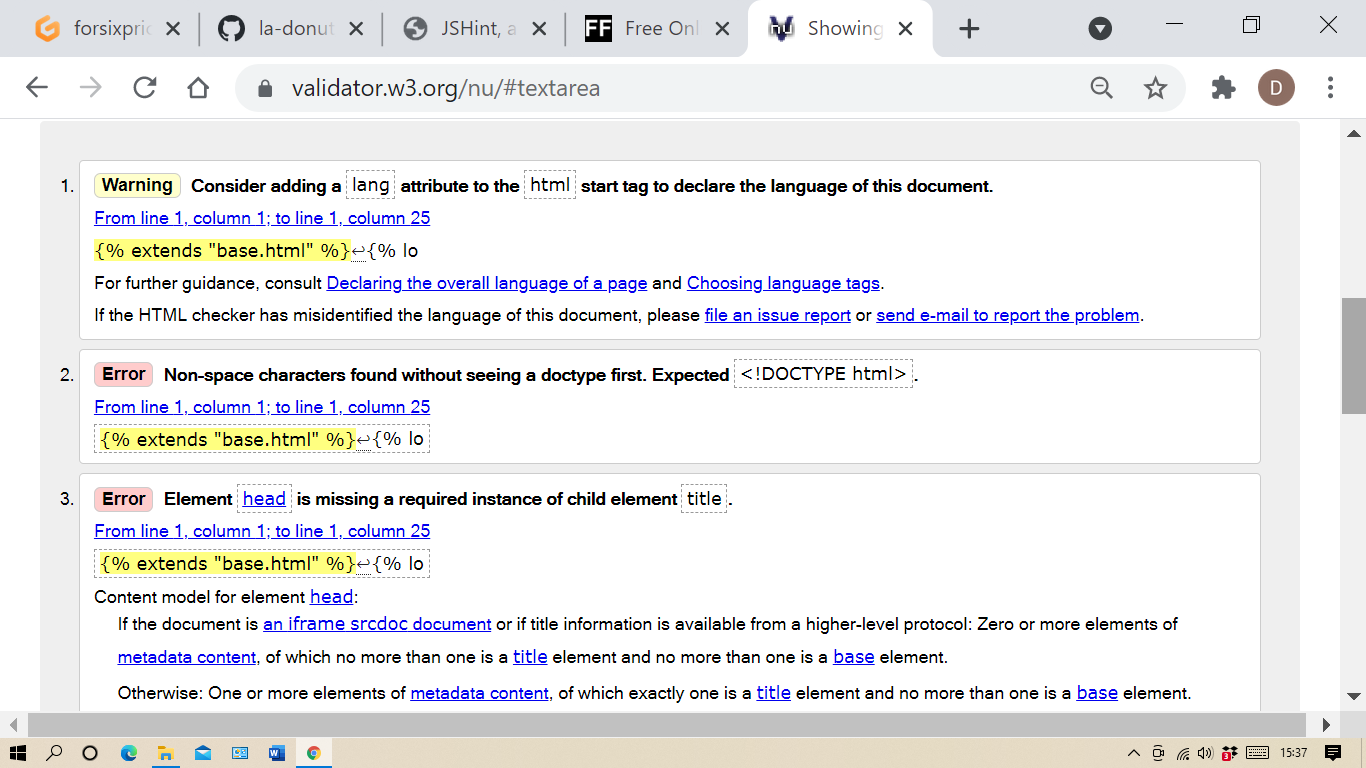 forsixpric
la-donut
JSHint, a
FF Free Onl
nu Showing
validator.w3.org/nu/#textarea
D
1. Warning Consider adding a lang attribute to the html start tag to declare the language of this document.
From line 1, column 1; to line 1, column 25
{% extends "base.html" %}↩{% lo
For further guidance, consult Declaring the overall language of a page and Choosing language tags.
If the HTML checker has misidentified the language of this document, please file an issue report or send e-mail to report the problem.
2. Error Non-space characters found without seeing a doctype first. Expected <!DOCTYPE html>.
From line 1, column 1; to line 1, column 25
{% extends "base.html" %}↩{% lo
3. Error Element head is missing a required instance of child element title.
From line 1, column 1; to line 1, column 25
{% extends "base.html" %}↩{% lo
Content model for element head:
If the document is an iframe srcdoc document or if title information is available from a higher-level protocol: Zero or more elements of
metadata content, of which no more than one is a title element and no more than one is a base element.
Otherwise: One or more elements of metadata content, of which exactly one is a title element and no more than one is a base element.
3
15:37